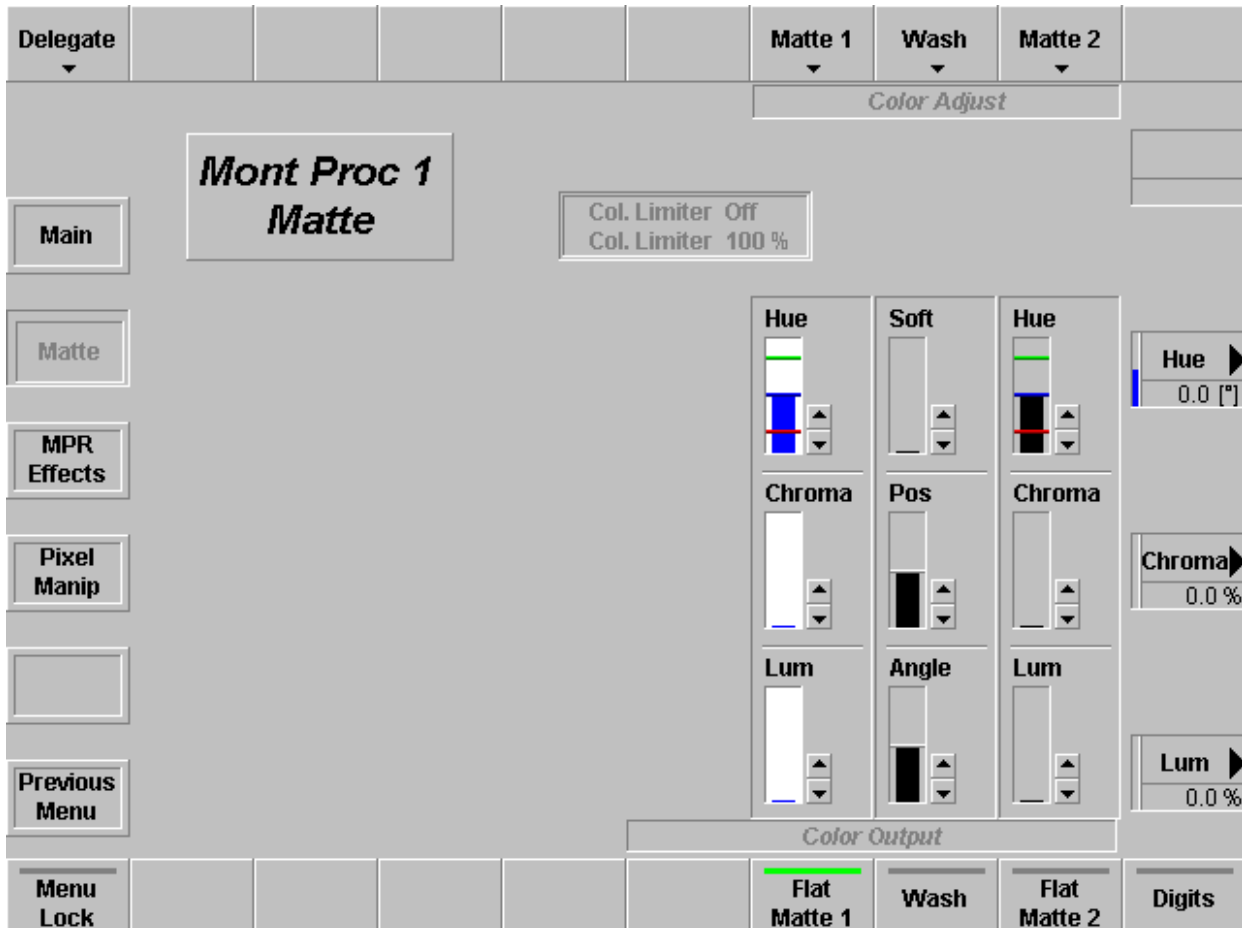 Delegate
Matte 1
Wash
Matte 2
Color Adjust
Mont Proc 1
Matte
Col. Limiter Off
Col. Limiter 100 %
Main
Matte
MPR
Effects
Pixel
Manip
Previous
Menu
Hue
Soft
Hue
Chroma
Pos
Chroma
Lum
Angle
Lum
Hue
0.0 [°]
Chroma
0.0 %
Lum
0.0 %
Color Output
Menu
Lock
Flat
Matte 1
Wash
Flat
Matte 2
Digits